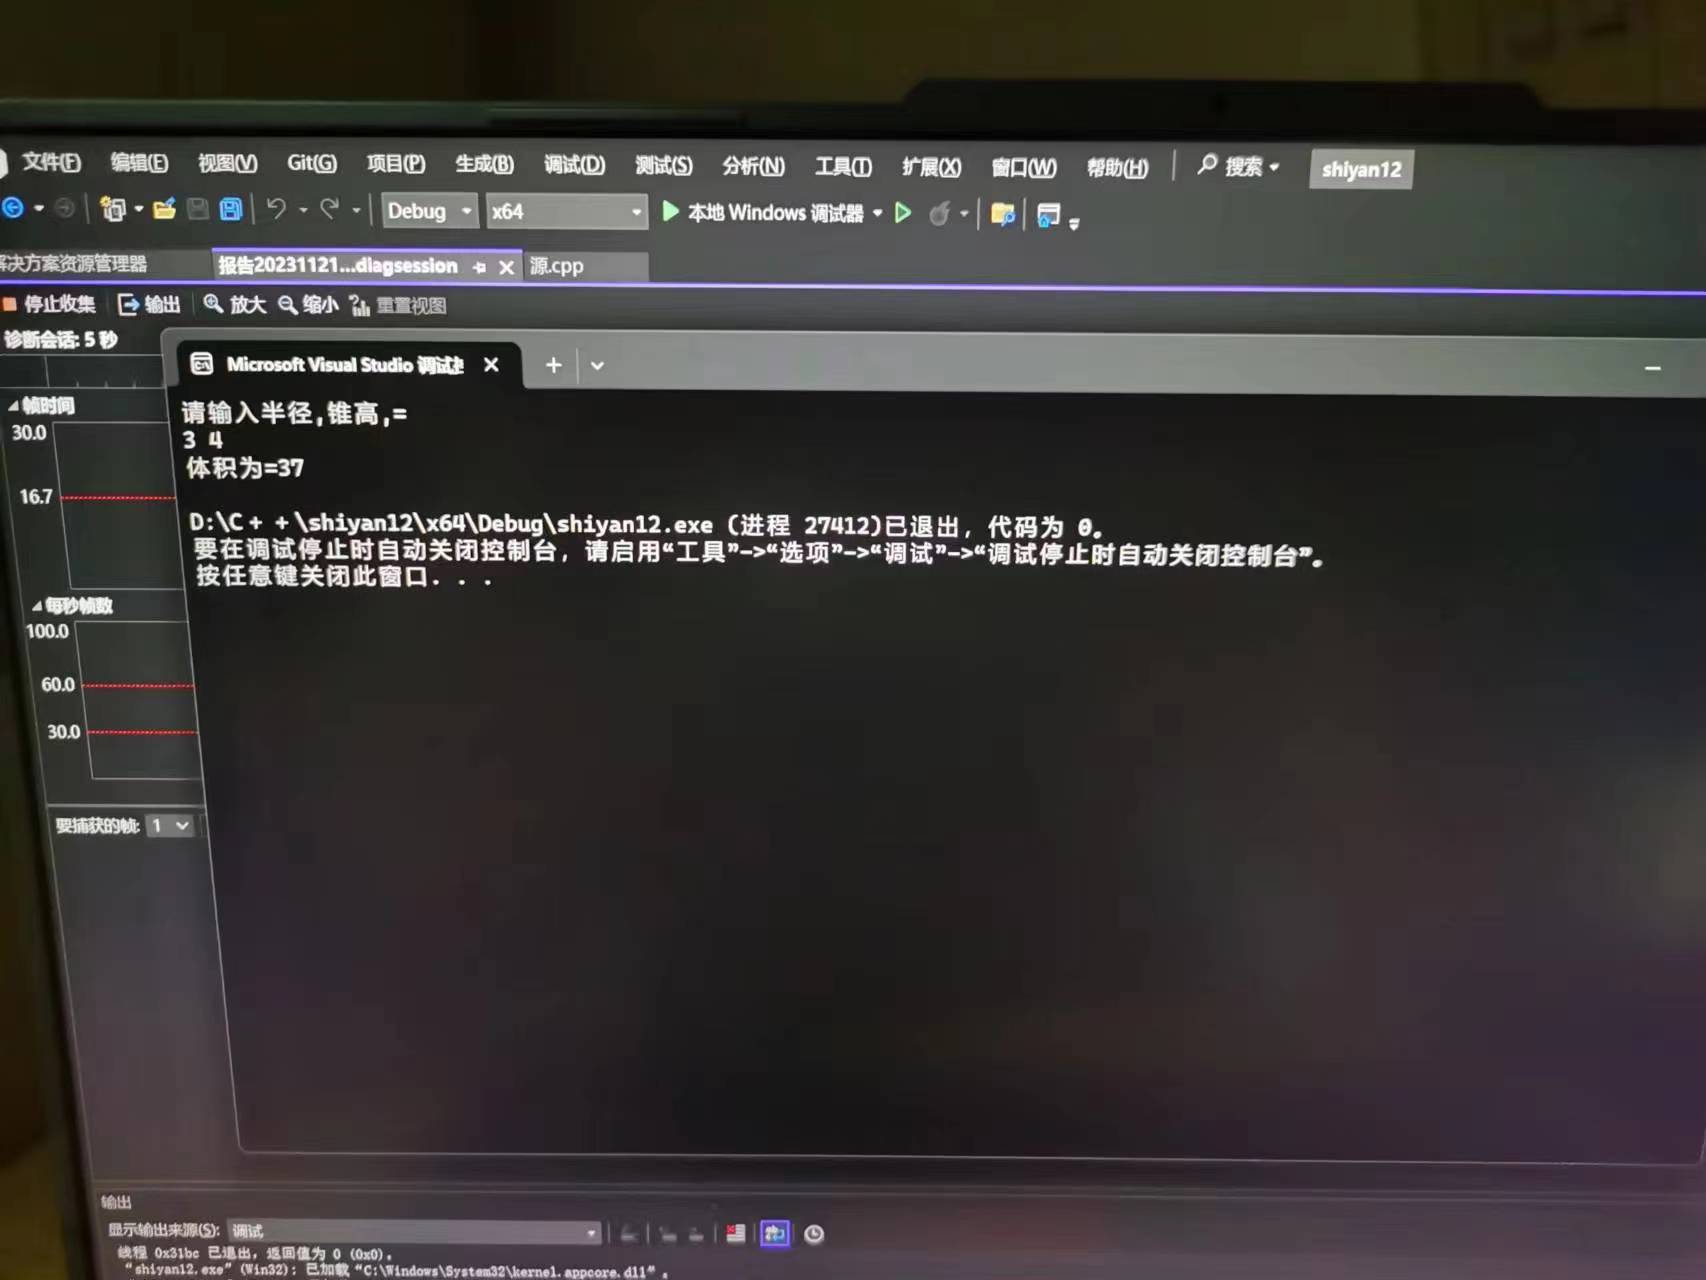 文件(F) 编辑(E) 视图(V) Git(G) 项目(P) 生成(B) 调试(D) 测试(S) 分析(N) 工具(T) 扩展(X) 窗口(W) 帮助(H) 搜索 shiyan12
Debug x64 本地 Windows 调试器
解决方案资源管理器 报告20231121...diagsession 源.cpp
停止收集 输出 放大 缩小 重置视图
诊断会话: 5 秒
Microsoft Visual Studio 调试
帧时间
30.0
16.7
请输入半径,锥高,=
3 4
体积为=37
D:\C++\shiyan12\x64\Debug\shiyan12.exe (进程 27412)已退出，代码为 0。
要在调试停止时自动关闭控制台，请启用“工具”->“选项”->“调试”->“调试停止时自动关闭控制台”。
按任意键关闭此窗口. . .
每秒帧数
100.0
60.0
30.0
要捕获的帧: 1
输出
显示输出来源(S): 调试
线程 0x31bc 已退出，返回值为 0 (0x0)。
“shiyan12.exe”(Win32): 已加载“C:\Windows\System32\kernel.appcore.dll”。